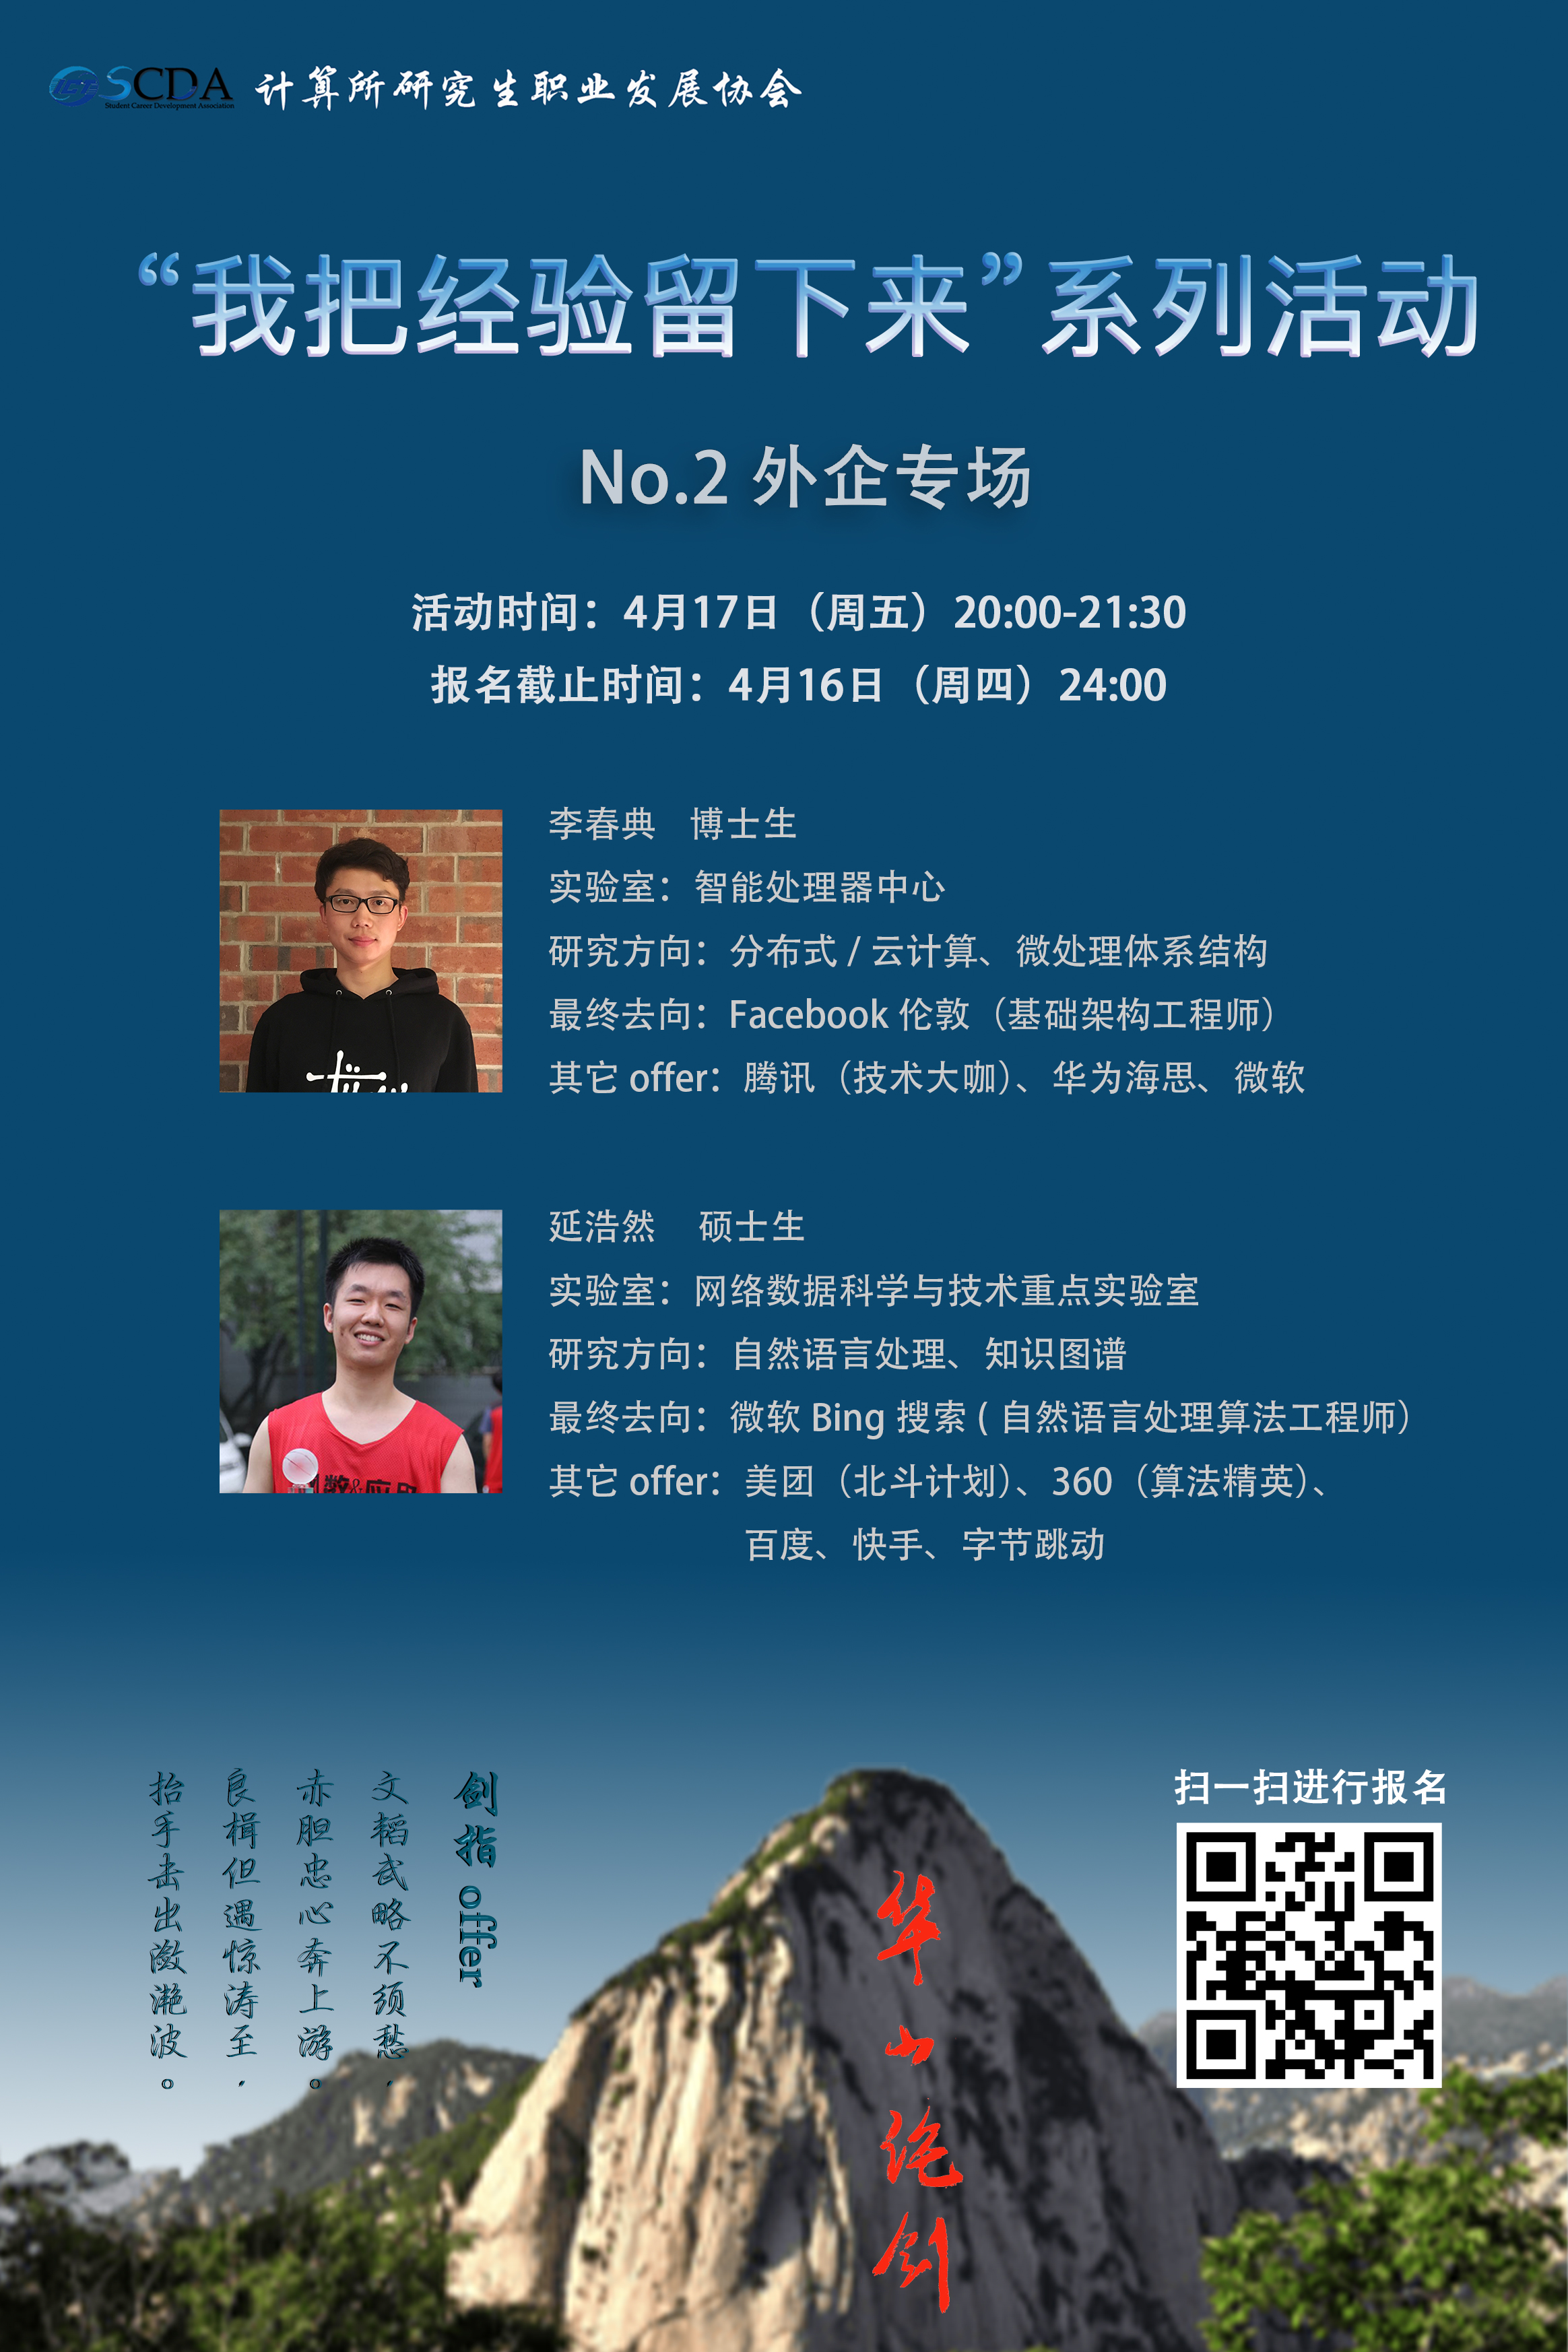 ICT SCDA 计算所研究生职业发展协会
Student Career Development Association
“我把经验留下来”系列活动
No.2 外企专场
活动时间：4月17日（周五）20:00-21:30
报名截止时间：4月16日（周四）24:00
李春典 博士生
实验室：智能处理器中心
研究方向：分布式 / 云计算、微处理体系结构
最终去向：Facebook 伦敦（基础架构工程师）
其它 offer：腾讯（技术大咖）、华为海思、微软
延浩然 硕士生
实验室：网络数据科学与技术重点实验室
研究方向：自然语言处理、知识图谱
最终去向：微软 Bing 搜索 ( 自然语言处理算法工程师）
其它 offer：美团（北斗计划）、360（算法精英）、
百度、快手、字节跳动
剑指 offer
文韬武略不须愁，
赤胆忠心奔上游。
良楫但遇惊涛至，
抬手击出潋滟波。
华山论剑
扫一扫进行报名